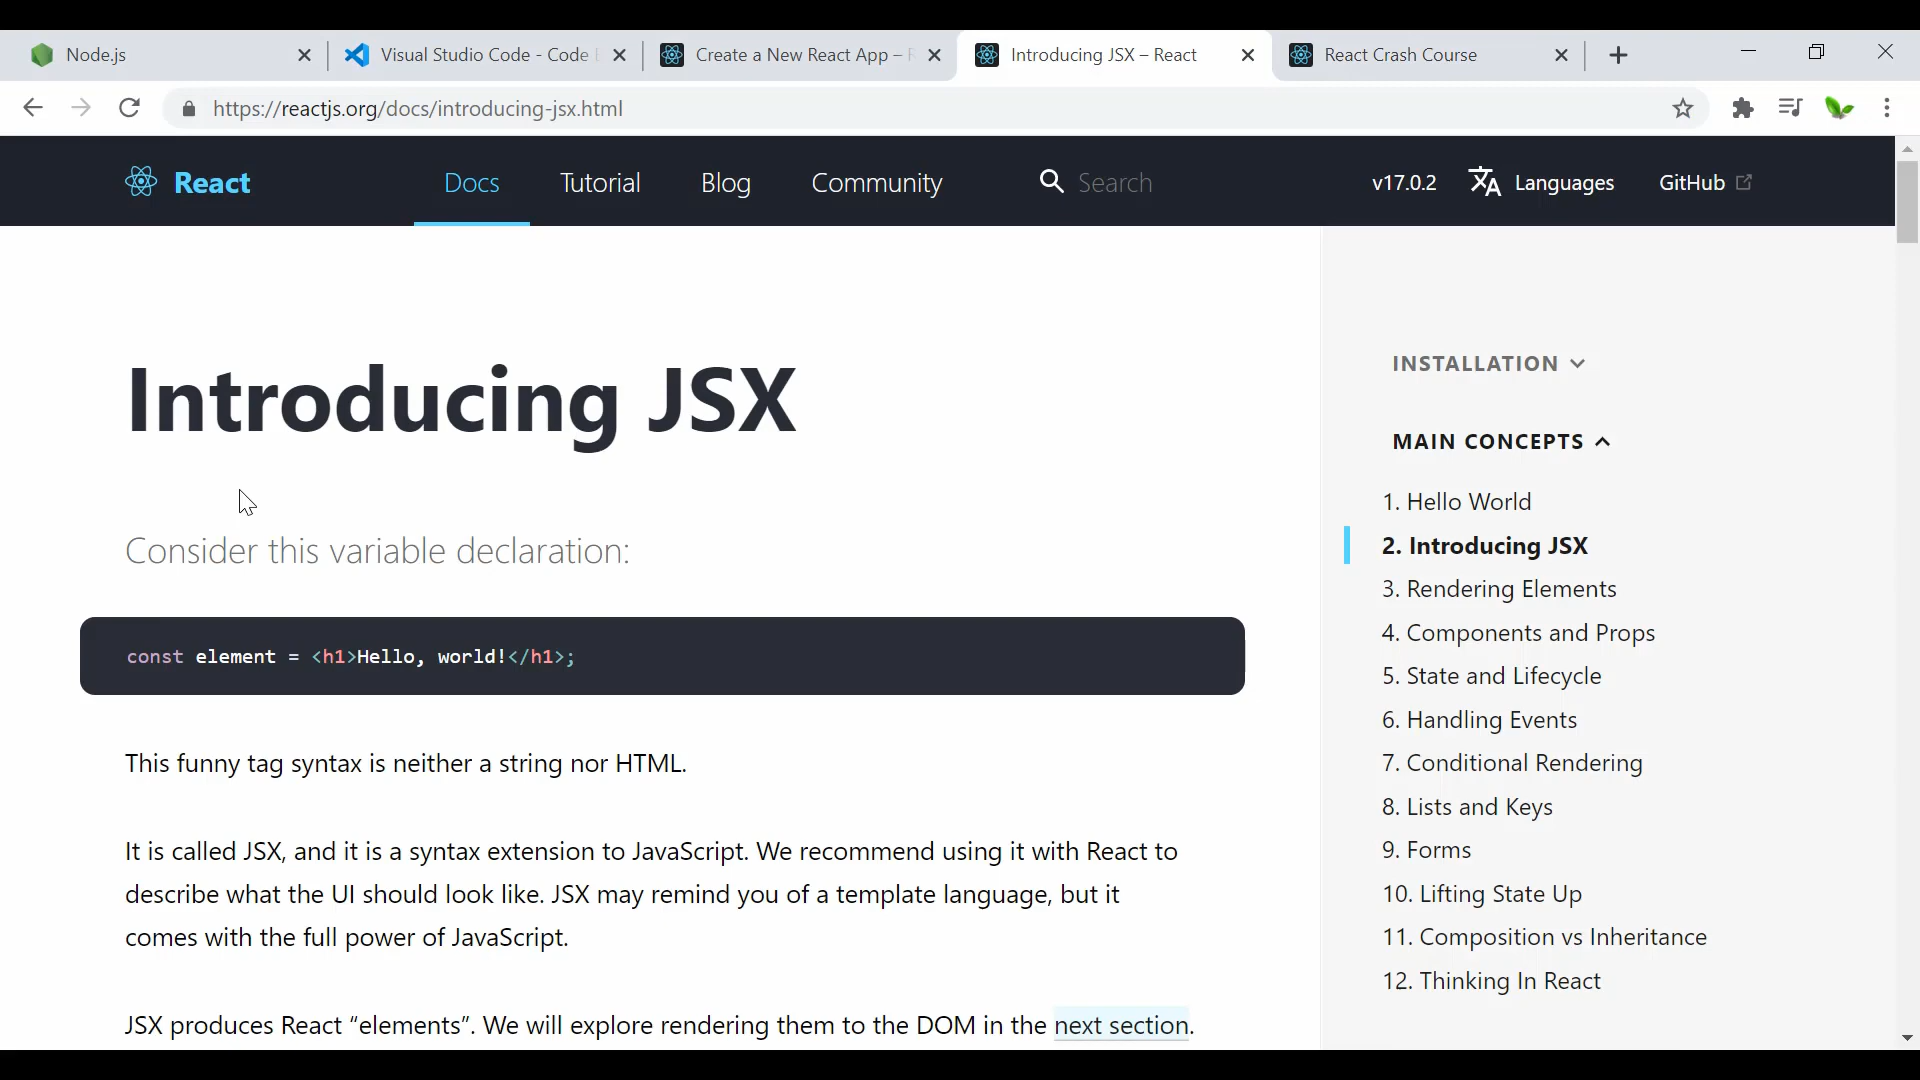 Node.js
Visual Studio Code - Code
Create a New React App –
Introducing JSX – React
React Crash Course
https://reactjs.org/docs/introducing-jsx.html
React
Docs
Tutorial
Blog
Community
Search
v17.0.2
Languages
GitHub
Introducing JSX
Consider this variable declaration:
const element = <h1>Hello, world!</h1>;
This funny tag syntax is neither a string nor HTML.
It is called JSX, and it is a syntax extension to JavaScript. We recommend using it with React to
describe what the UI should look like. JSX may remind you of a template language, but it
comes with the full power of JavaScript.
JSX produces React “elements”. We will explore rendering them to the DOM in the next section.
INSTALLATION
MAIN CONCEPTS
1. Hello World
2. Introducing JSX
3. Rendering Elements
4. Components and Props
5. State and Lifecycle
6. Handling Events
7. Conditional Rendering
8. Lists and Keys
9. Forms
10. Lifting State Up
11. Composition vs Inheritance
12. Thinking In React